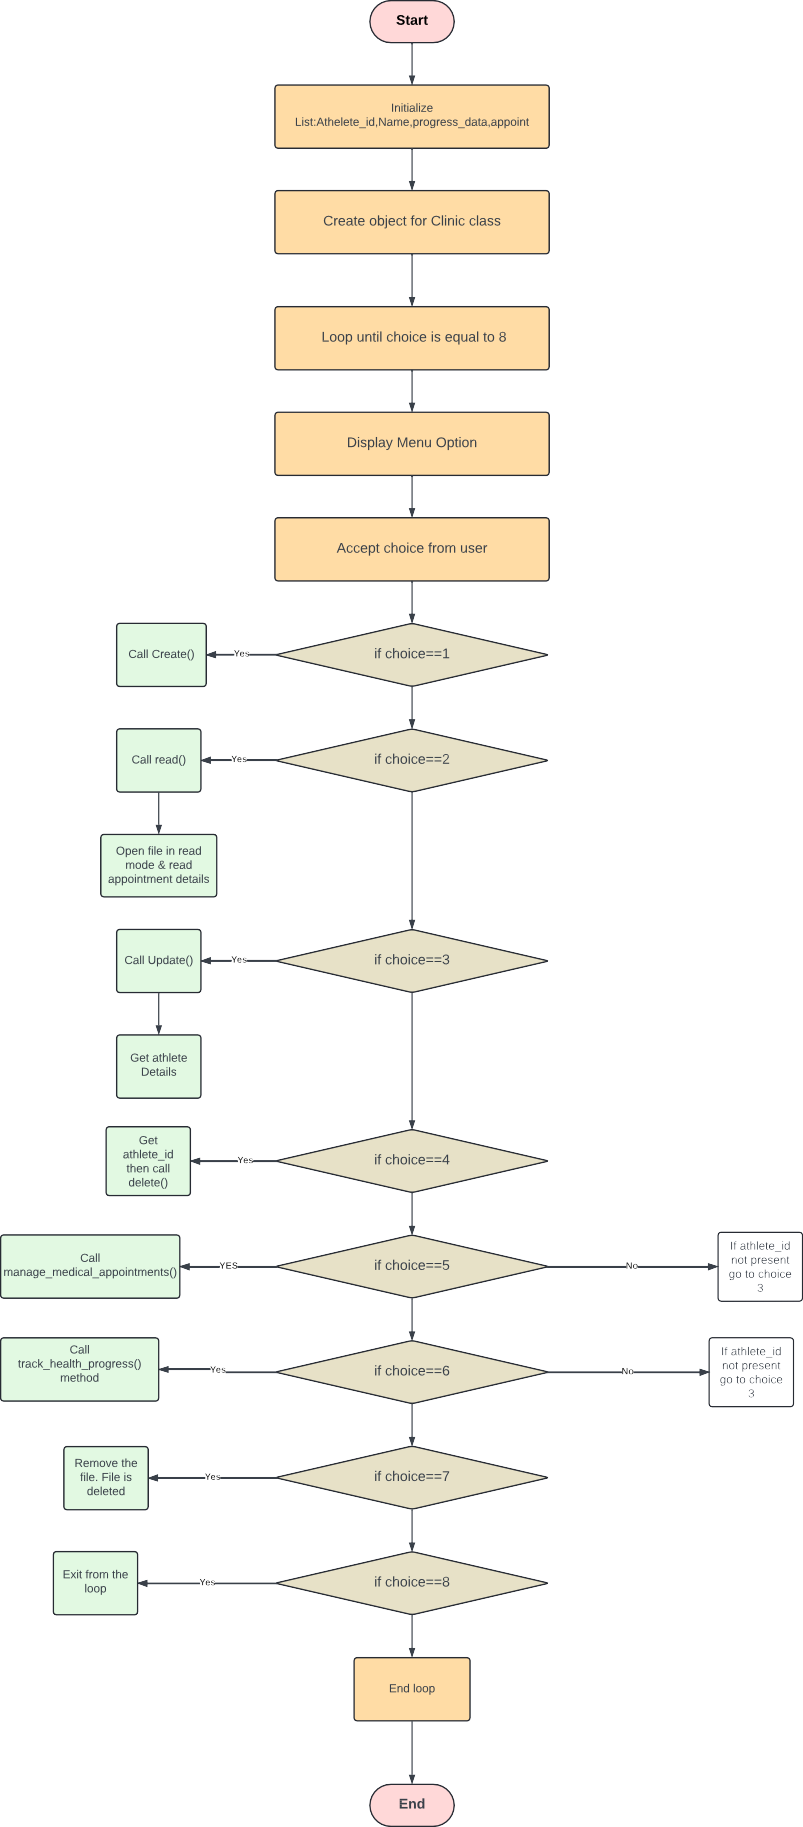 Start
Initialize
List:Athelete_id,Name,progress_data,appoint
Create object for Clinic class
Loop until choice is equal to 8
Display Menu Option
Accept choice from user
Call Create()
Yes
if choice==1
Call read()
Yes
if choice==2
Open file in read
mode & read
appointment details
Call Update()
Yes
if choice==3
Get athlete
Details
Get
athlete_id
then call
delete()
Yes
if choice==4
Call
manage_medical_appointments()
YES
if choice==5
No
If athlete_id
not present
go to choice
3
Call
track_health_progress()
method
Yes
if choice==6
No
If athlete_id
not present
go to choice
3
Remove the
file. File is
deleted
Yes
if choice==7
Exit from the
loop
Yes
if choice==8
End loop
End